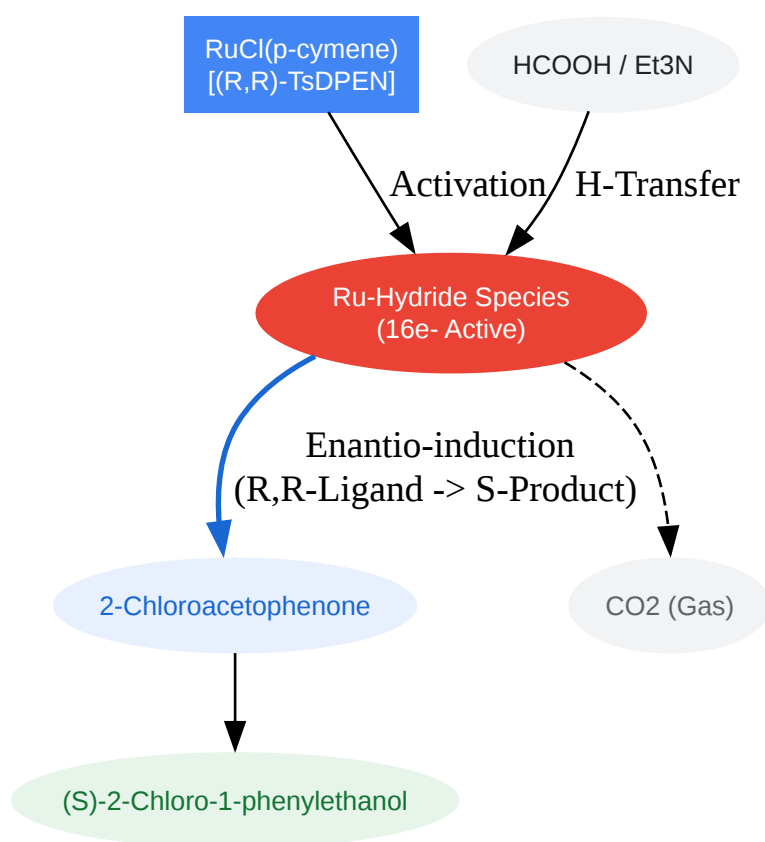 RuCl(p-cymene)
[(R,R)-TsDPEN]
HCOOH / Et3N
Activation
H-Transfer
Ru-Hydride Species
(16e- Active)
Enantio-induction
(R,R-Ligand -> S-Product)
2-Chloroacetophenone
CO2 (Gas)
(S)-2-Chloro-1-phenylethanol